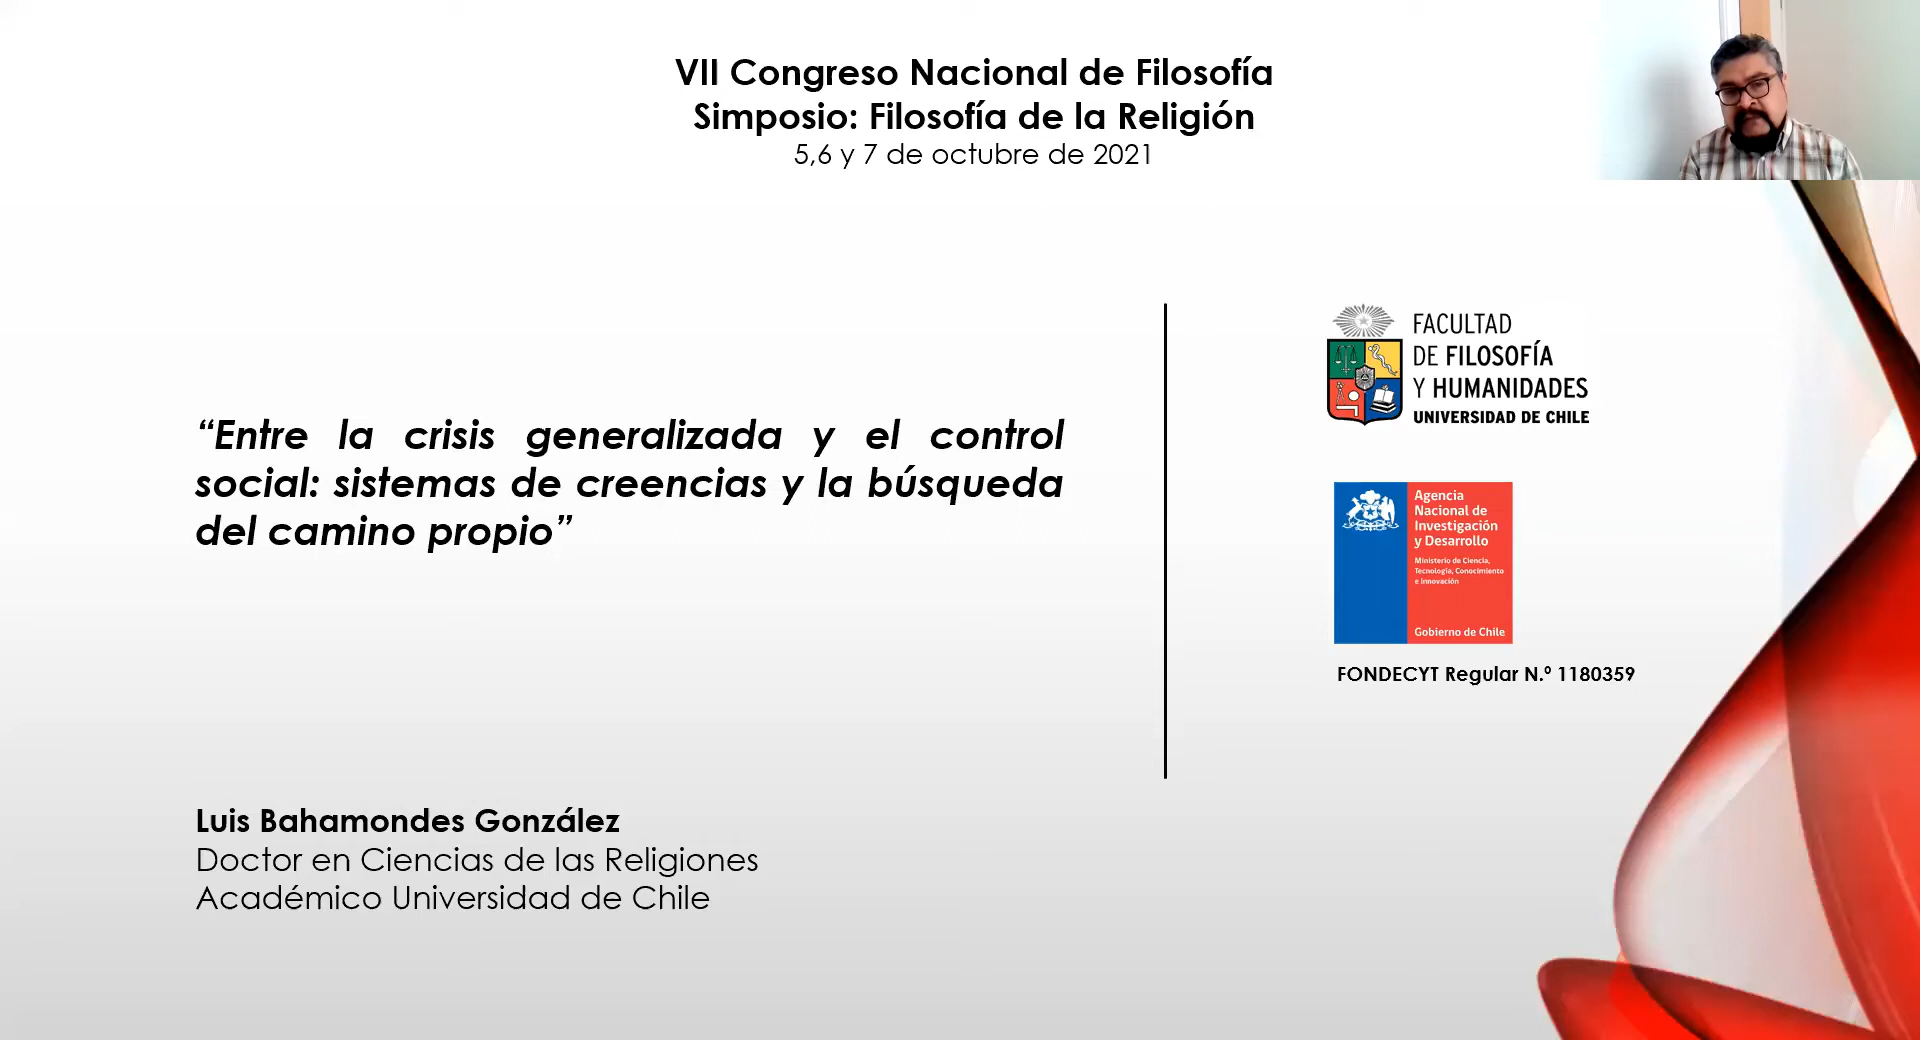 VII Congreso Nacional de Filosofía
Simposio: Filosofía de la Religión
5,6 y 7 de octubre de 2021
“Entre la crisis generalizada y el control
social: sistemas de creencias y la búsqueda
del camino propio”
Luis Bahamondes González
Doctor en Ciencias de las Religiones
Académico Universidad de Chile
FACULTAD
DE FILOSOFÍA
Y HUMANIDADES
UNIVERSIDAD DE CHILE
Agencia
Nacional de
Investigación
y Desarrollo
Ministerio de Ciencia,
Tecnología, Conocimiento
e Innovación
Gobierno de Chile
FONDECYT Regular N.º 1180359